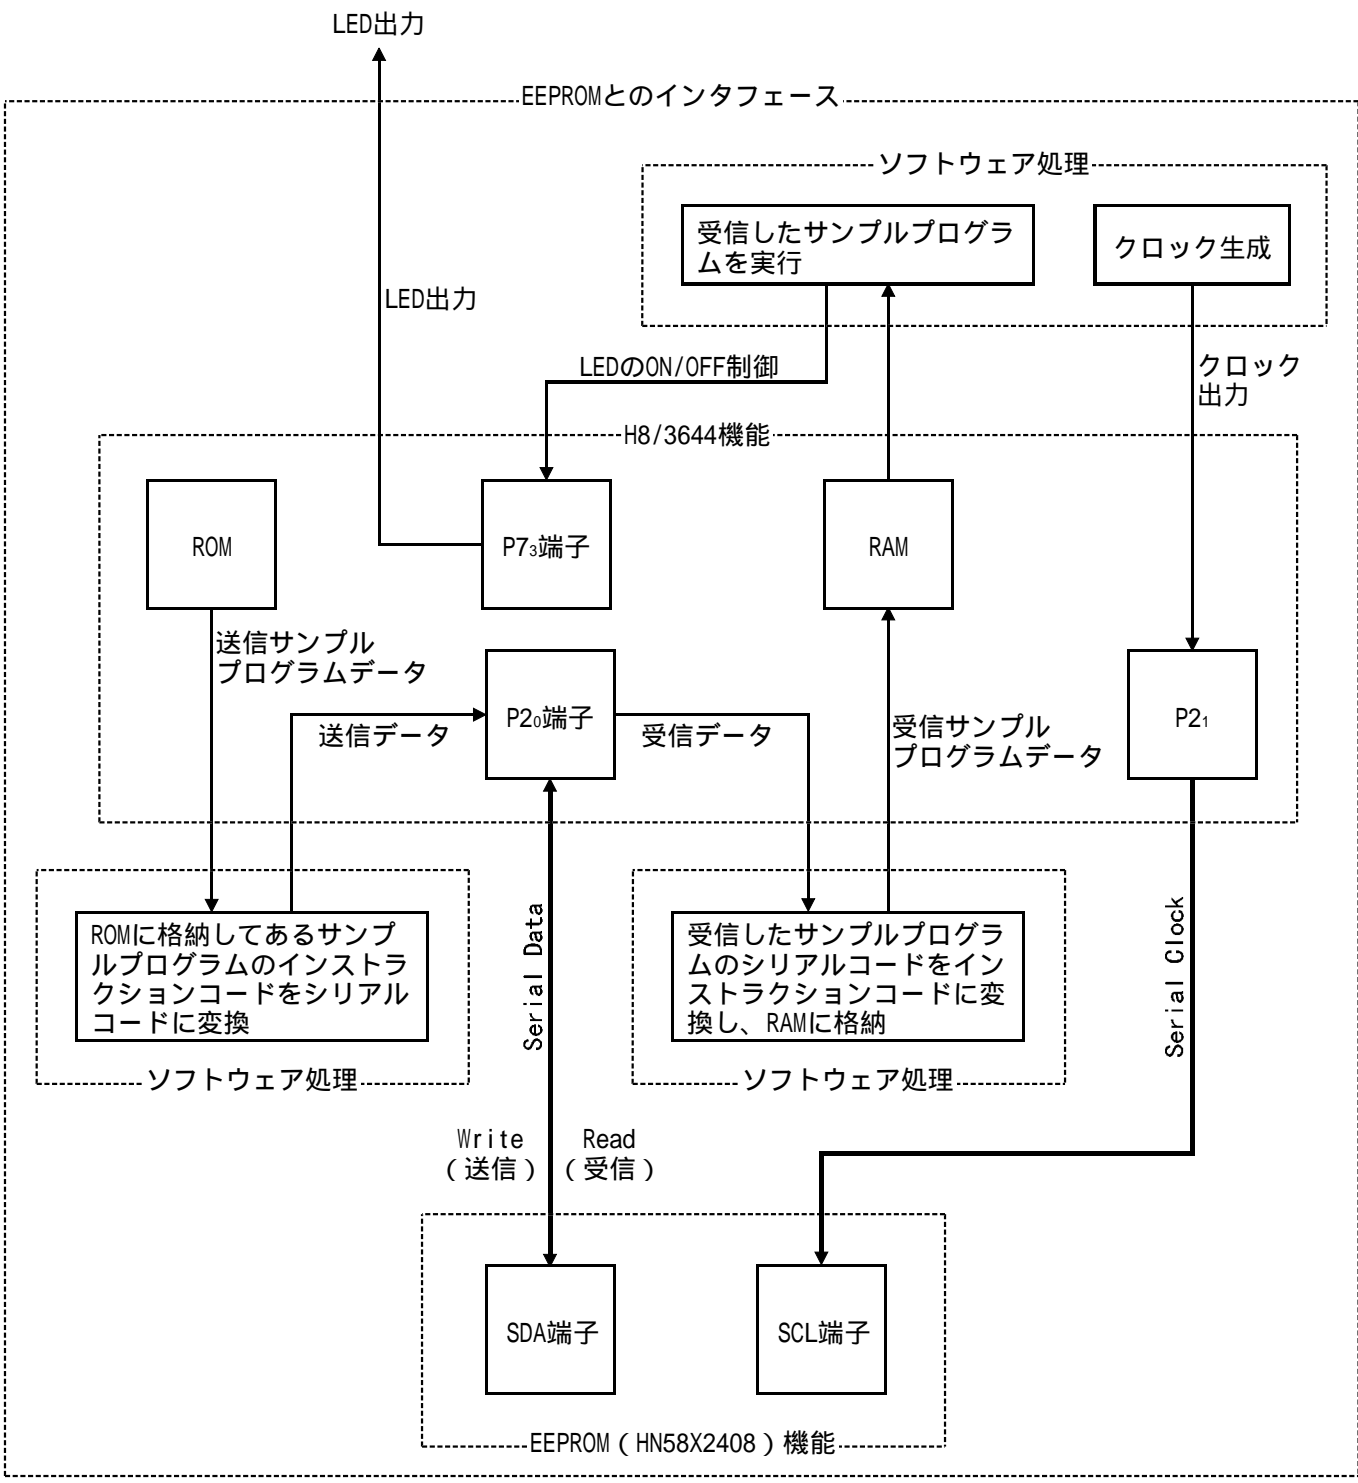 LED出力
EEPROMとのインタフェース
ソフトウェア処理
受信したサンプルプログラ
ムを実行
クロック生成
LED出力
LEDのON/OFF制御
クロック
出力
H8/3644機能
ROM
P7₃端子
RAM
送信サンプル
プログラムデータ
P2₀端子
送信データ
受信データ
受信サンプル
プログラムデータ
P2₁
ROMに格納してあるサンプ
ルプログラムのインストラ
クションコードをシリアル
コードに変換
ソフトウェア処理
Serial Data
受信したサンプルプログラ
ムのシリアルコードをイン
ストラクションコードに変
換し、RAMに格納
ソフトウェア処理
Serial Clock
Write
（送信）
Read
（受信）
SDA端子
SCL端子
EEPROM（HN58X2408）機能